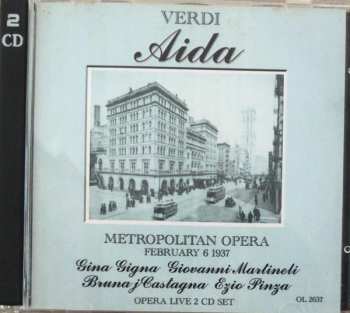 2
CD
VERDI
Aida
METROPOLITAN OPERA
FEBRUARY 6 1937
Gina Gigna Giovanni Martineli
Bruna j Castagna Ezio Pinza
OPERA LIVE 2 CD SET
OL 2637